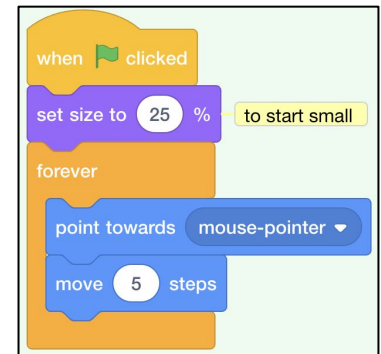 when clicked
set size to 25 % to start small
forever
point towards mouse-pointer
move 5 steps